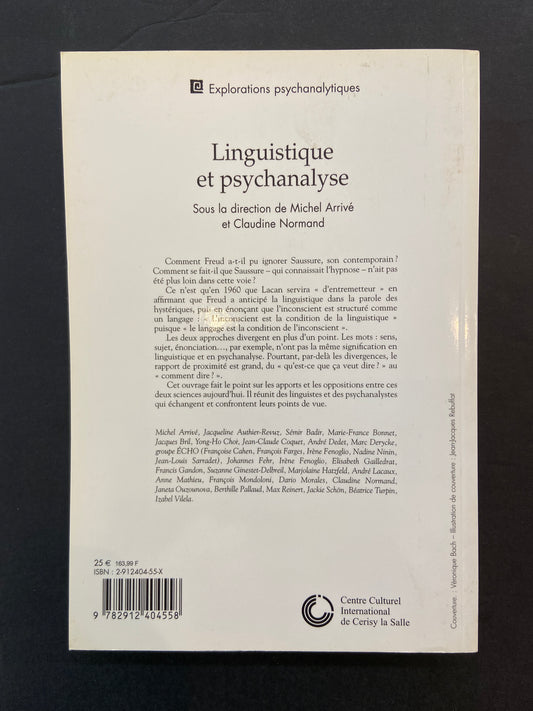 Explorations psychanalytiques
Linguistique
et psychanalyse
Sous la direction de Michel Arrivé
et Claudine Normand
Comment Freud a-t-il pu ignorer Saussure, son contemporain ?
Comment se fait-il que Saussure – qui connaissait l'hypnose – n'ait pas
été plus loin dans cette voie ?
Ce n'est qu'en 1960 que Lacan servira « d'entremetteur » en
affirmant que Freud a anticipé la linguistique dans la parole des
hystériques, puis en énonçant que l'inconscient est structuré comme
un langage : « L'inconscient est la condition de la linguistique »
puisque « le langage est la condition de l'inconscient ».
Les deux approches divergent en plus d'un point. Les mots : sens,
sujet, énonciation…, par exemple, n'ont pas la même signification en
linguistique et en psychanalyse. Pourtant, par-delà les divergences, le
rapport de proximité est grand, du « qu'est-ce que ça veut dire ? » au
« comment dire ? ».
Cet ouvrage fait le point sur les apports et les oppositions entre ces
deux sciences aujourd'hui. Il réunit des linguistes et des psychanalystes
qui échangent et confrontent leurs points de vue.
Michel Arrivé, Jacqueline Authier-Revuz, Sémir Badir, Marie-France Bonnet,
Jacques Bril, Yong-Ho Choi, Jean-Claude Coquet, André Dedet, Marc Derycke,
groupe ÉCHO (Françoise Cahen, François Farges, Irène Fenoglio, Nadine Ninin,
Jean-Louis Sarradet), Johannes Fehr, Irène Fenoglio, Elisabeth Gailledrat,
Francis Gandon, Suzanne Ginestet-Delbreil, Marjolaine Hatzfeld, André Lacaux,
Anne Mathieu, François Mondoloni, Dario Morales, Claudine Normand,
Janeta Ouzounova, Berthille Pallaud, Max Reinert, Jackie Schön, Béatrice Turpin,
Izabel Vilela.
25 € 163,99 F
ISBN : 2-912404-55-X
9 782912 404558
Centre Culturel
International
de Cerisy la Salle
Couverture : Véronique Bach – Illustration de couverture : Jean-Jacques Rebuffat